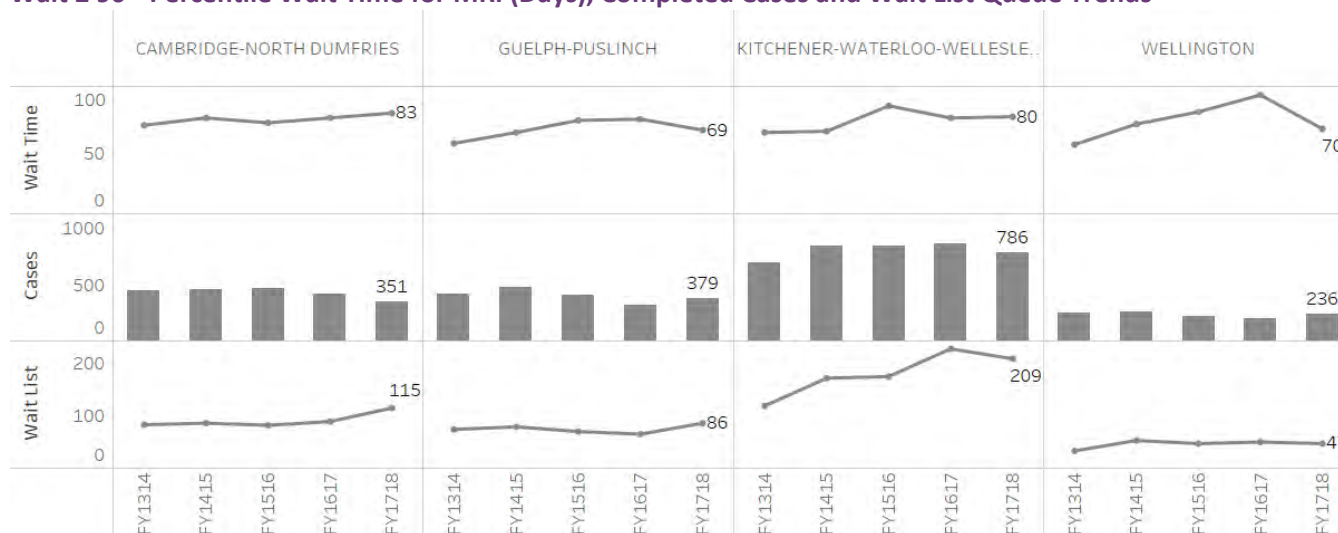 CAMBRIDGE-NORTH DUMFRIES GUELPH-PUSLINCH KITCHENER-WATERLOO-WELLESLE.. WELLINGTON
Wait Time
100
50
0
83 69 80 70
Cases
1000
500
0
351 379 786 236
Wait List
200
100
0
115 86 209
FY1314 FY1415 FY1516 FY1617 FY1718 FY1314 FY1415 FY1516 FY1617 FY1718 FY1314 FY1415 FY1516 FY1617 FY1718 FY1314 FY1415 FY1516 FY1617 FY1718